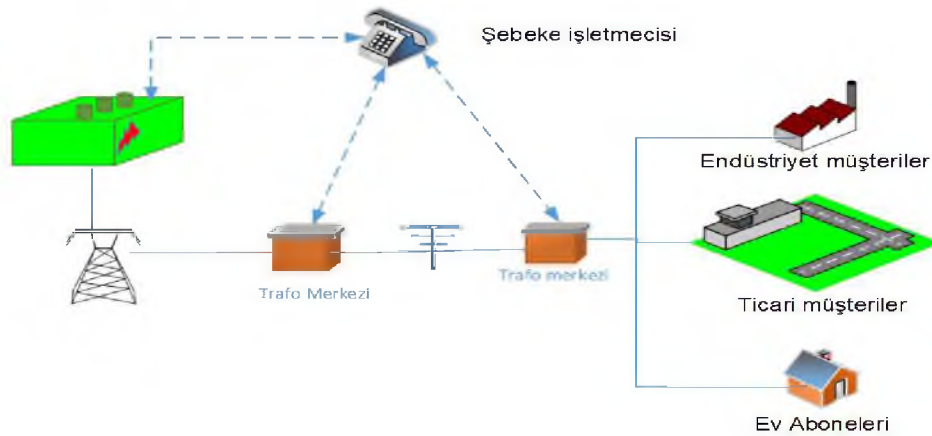 Şebeke işletmecisi
Endüstriyet müşteriler
Trafo Merkezi
Trafo merkezi
Ticari müşteriler
Ev Aboneleri